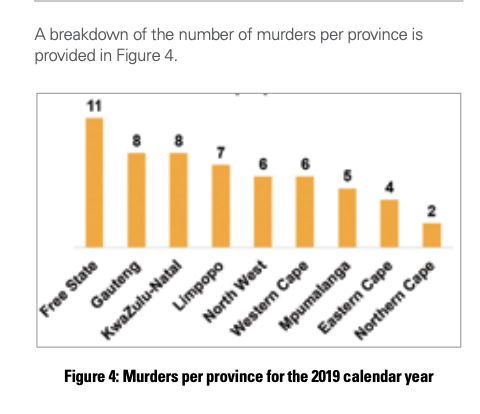 A breakdown of the number of murders per province is
provided in Figure 4.
11
8
8
7
6
6
5
4
2
Free State
Gauteng
KwaZulu-Natal
Limpopo
North West
Western Cape
Mpumalanga
Eastern Cape
Northern Cape
Figure 4: Murders per province for the 2019 calendar year